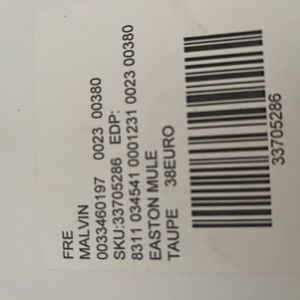 FRE
MALVIN
0033460197 0023 00380
SKU:33705286 EDP:
8311 034541 0001231 0023 00380
EASTON MULE
TAUPE 38EURO
33705286